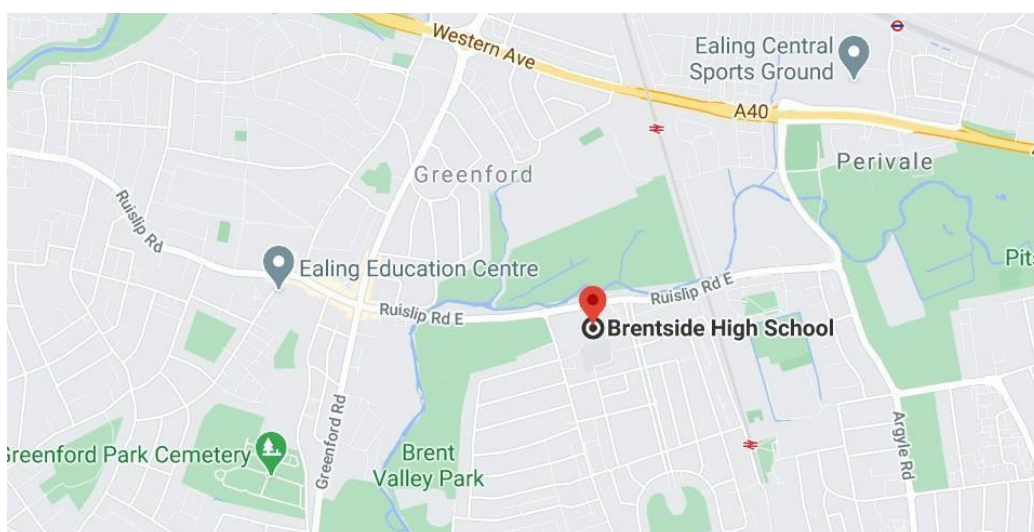 Western Ave
Ealing Central
Sports Ground
A40
Greenford
Perivale
Ruislip Rd
Ealing Education Centre
Ruislip Rd E
Ruislip Rd E
Pits
Brentside High School
Greenford Rd
Argyle Rd
Greenford Park Cemetery
Brent
Valley Park